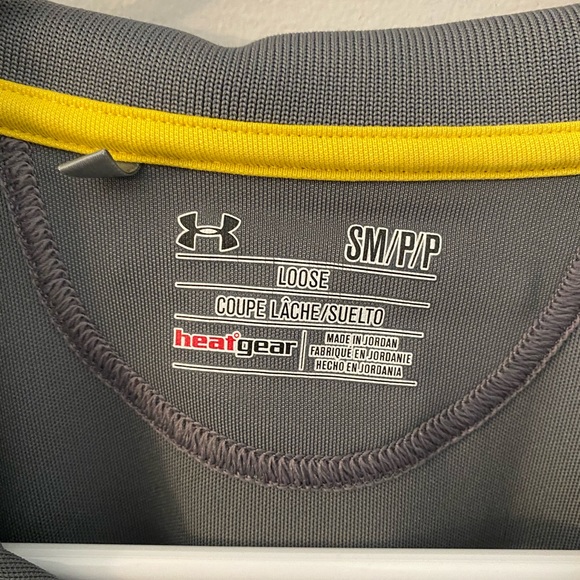 SM/P/P
LOOSE
COUPE LÂCHE/SUELTO
heatgear
MADE IN JORDAN
FABRIQUÉ EN JORDANIE
HECHO EN JORDANIA